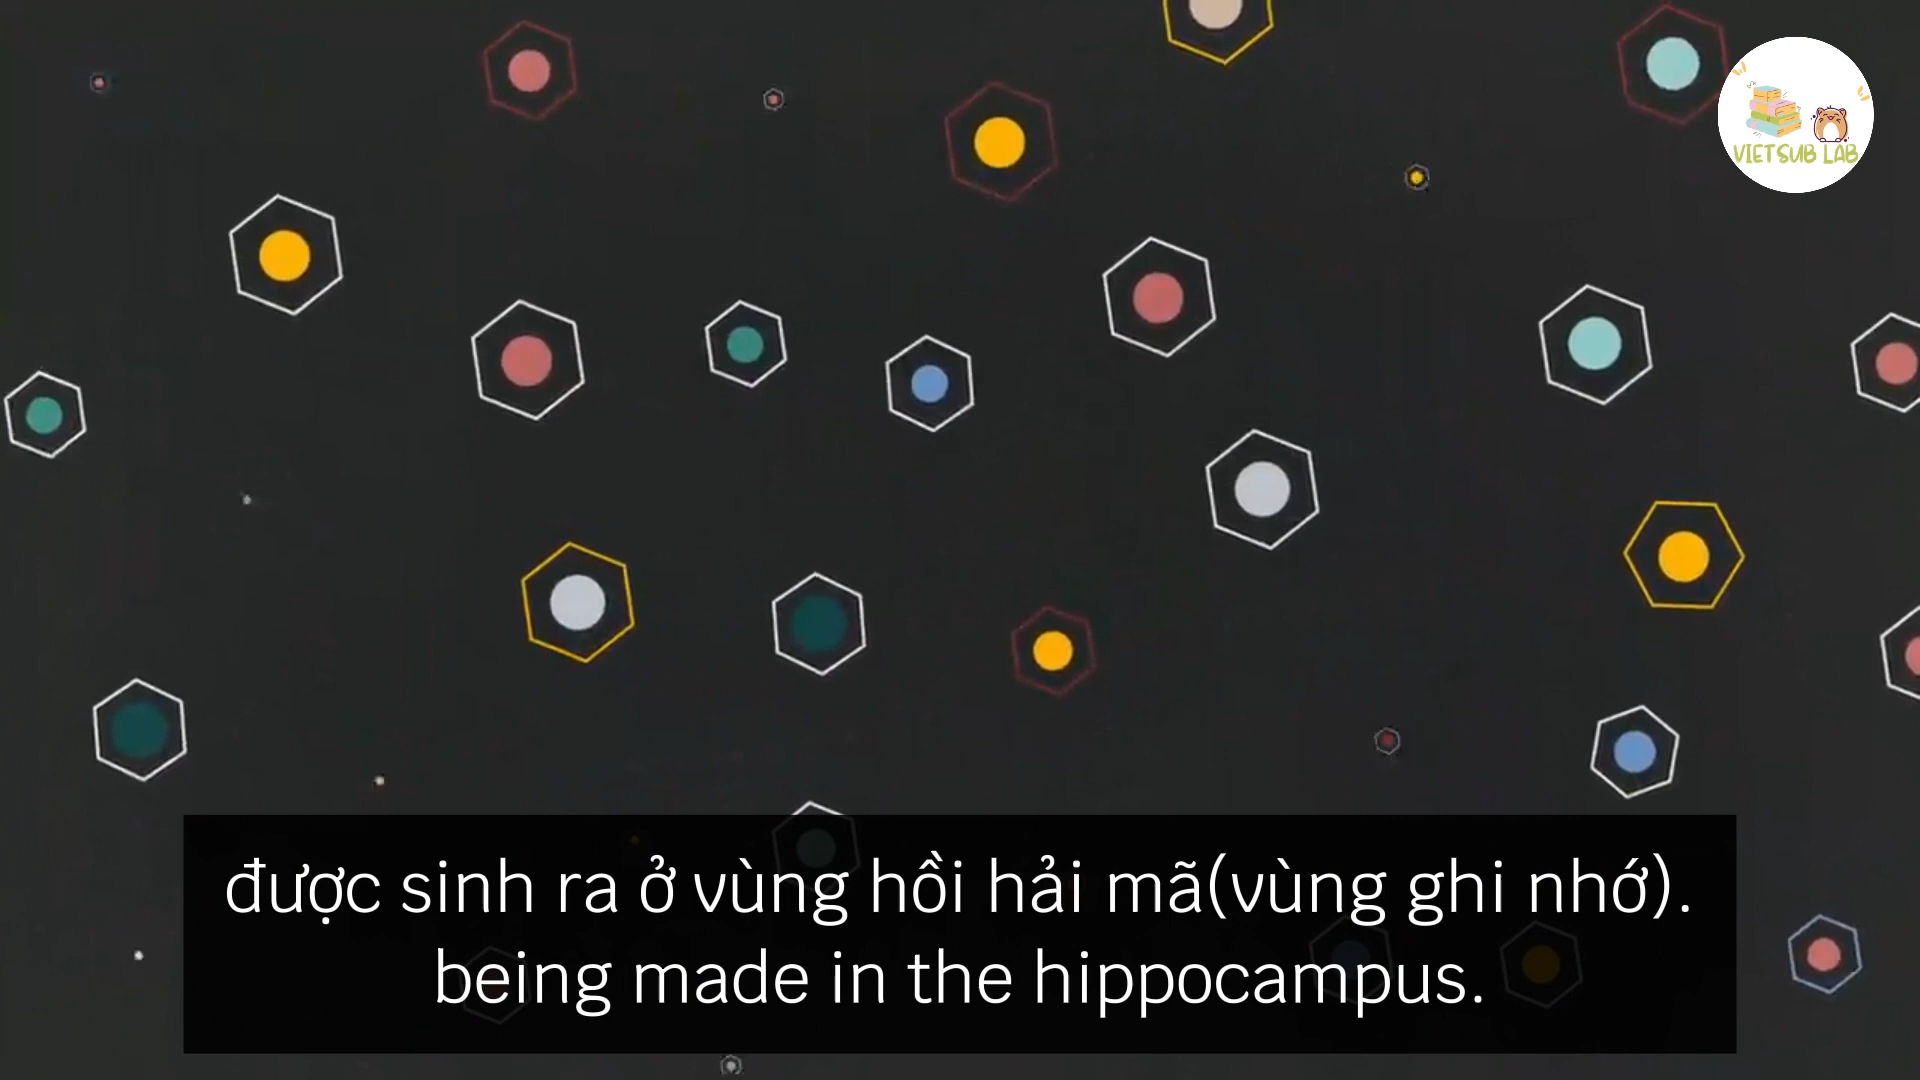 VIETSUB LAB
được sinh ra ở vùng hồi hải mã(vùng ghi nhớ).
being made in the hippocampus.